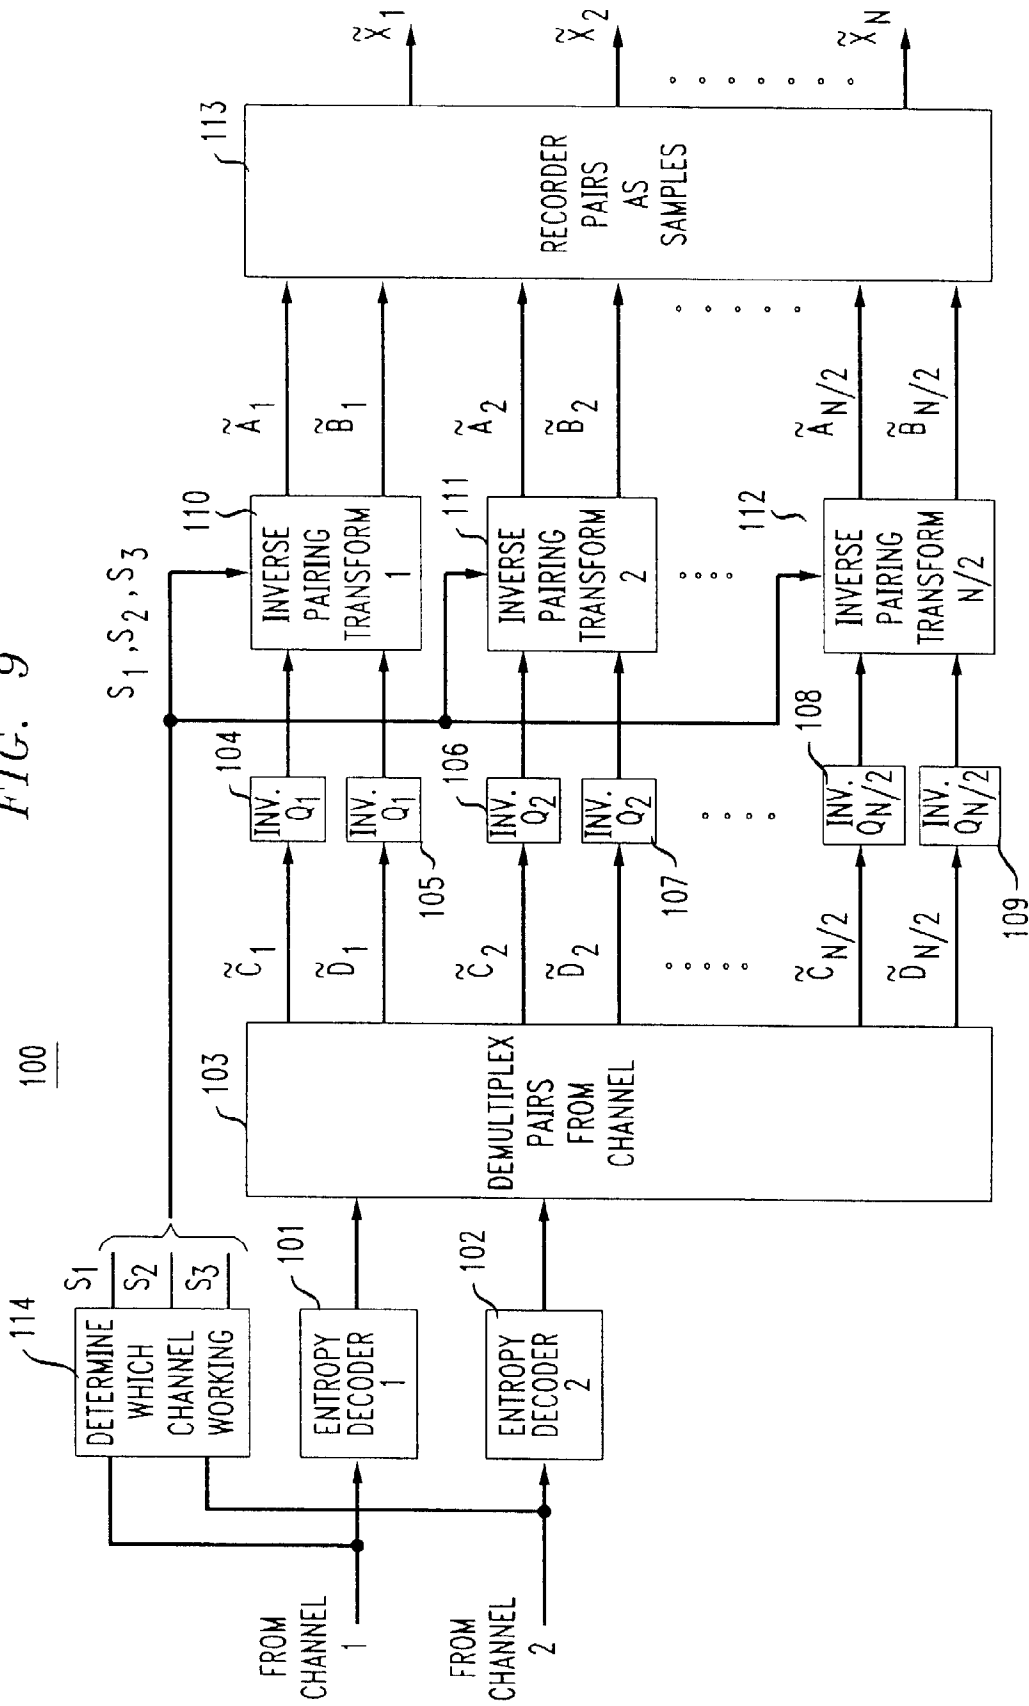 FIG. 9
100
FROM
CHANNEL
1
FROM
CHANNEL
2
114
DETERMINE
WHICH
CHANNEL
WORKING
S1
S2
S3
101
ENTROPY
DECODER
1
102
ENTROPY
DECODER
2
103
DEMULTIPLEX
PAIRS
FROM
CHANNEL
C̃1
D̃1
C̃2
D̃2
C̃N/2
D̃N/2
104
INV.
Q1
INV.
Q1
105
106
INV.
Q2
INV.
Q2
107
108
INV.
QN/2
INV.
QN/2
109
S1,S2,S3
110
INVERSE
PAIRING
TRANSFORM
1
111
INVERSE
PAIRING
TRANSFORM
2
112
INVERSE
PAIRING
TRANSFORM
N/2
Ã1
B̃1
Ã2
B̃2
ÃN/2
B̃N/2
113
RECORDER
PAIRS
AS
SAMPLES
X̃1
X̃2
X̃N